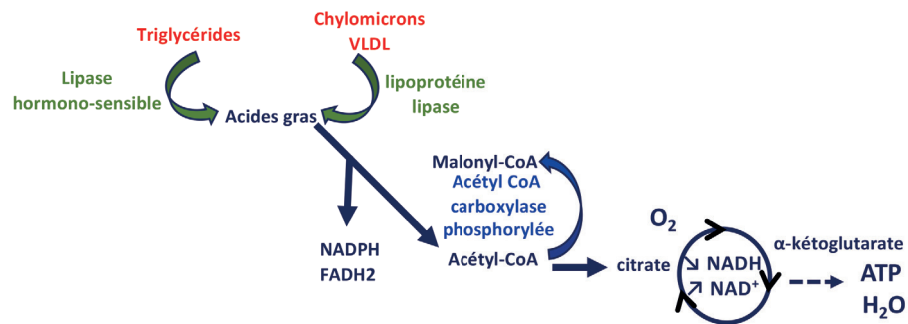 Triglycérides
Chylomicrons
VLDL
Lipase
hormono-sensible
lipoprotéine
lipase
Acides gras
Malonyl-CoA
Acétyl CoA
carboxylase
phosphorylée
NADPH
FADH2
Acétyl-CoA
citrate
O₂
↘ NADH
↗ NAD⁺
α-kétoglutarate
ATP
H₂O